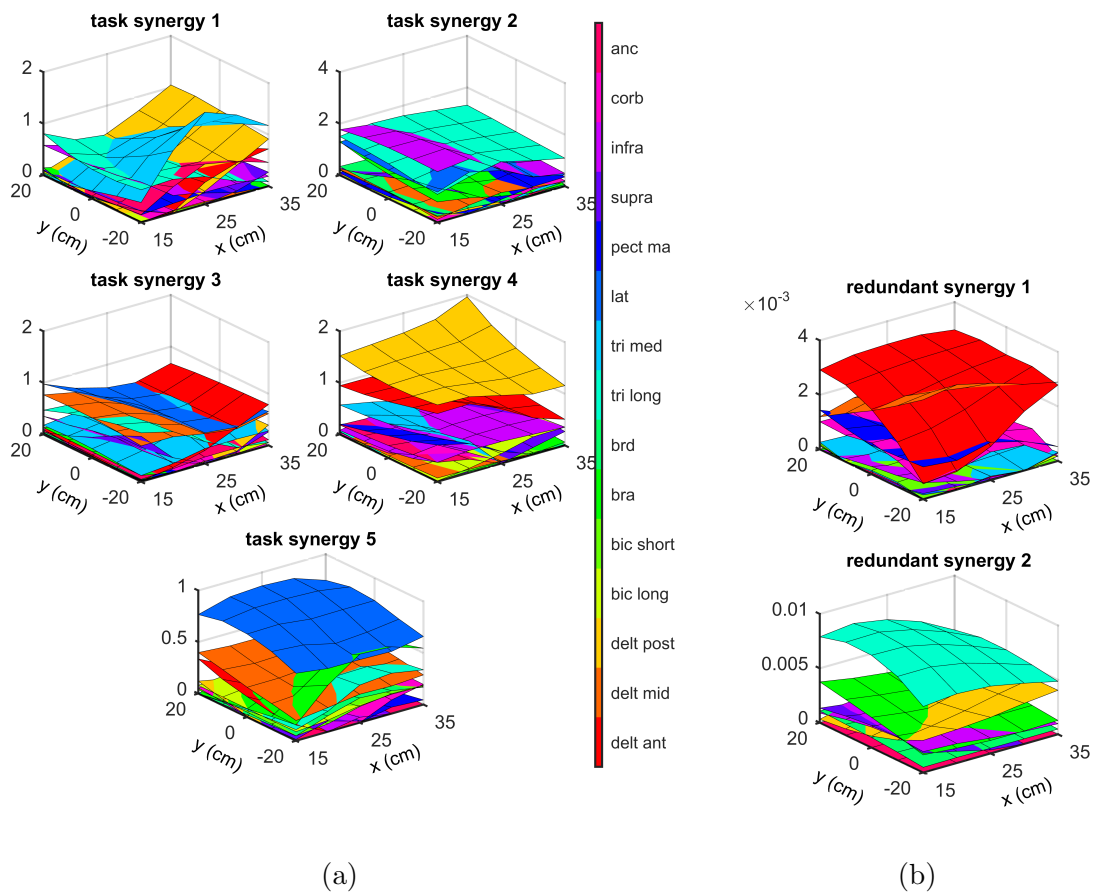 task synergy 1
2
1
0
20
0
-20
y (cm)
15
25
35
x (cm)
task synergy 2
4
2
0
20
0
-20
y (cm)
15
25
35
x (cm)
task synergy 3
2
1
0
20
0
-20
y (cm)
15
25
35
x (cm)
task synergy 4
2
1
0
20
0
-20
y (cm)
15
25
35
x (cm)
task synergy 5
1
0.5
0
20
0
-20
y (cm)
15
25
35
x (cm)
anc
corb
infra
supra
pect ma
lat
tri med
tri long
brd
bra
bic short
bic long
delt post
delt mid
delt ant
redundant synergy 1
×10⁻³
4
2
0
20
0
-20
y (cm)
15
25
35
x (cm)
redundant synergy 2
0.01
0.005
0
20
0
-20
y (cm)
15
25
35
x (cm)
(a)
(b)